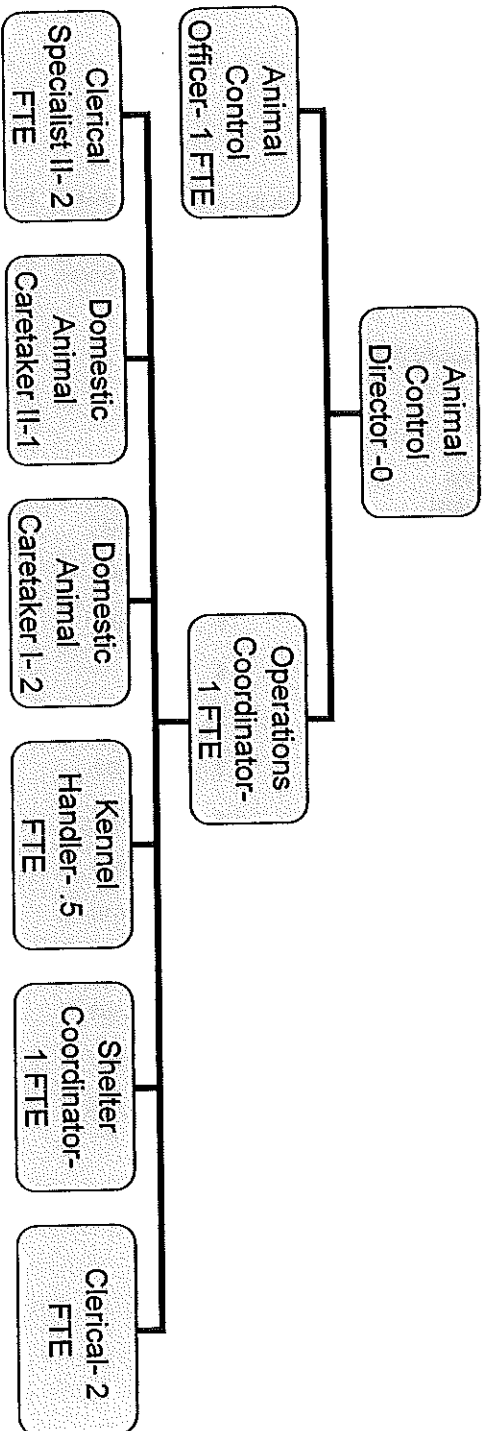 Animal
Control
Director -0
Animal
Control
Officer- 1 FTE
Operations
Coordinator-
1 FTE
Clerical
Specialist II- 2
FTE
Domestic
Animal
Caretaker II-1
Domestic
Animal
Caretaker I- 2
Kennel
Handler- .5
FTE
Shelter
Coordinator-
1 FTE
Clerical- 2
FTE